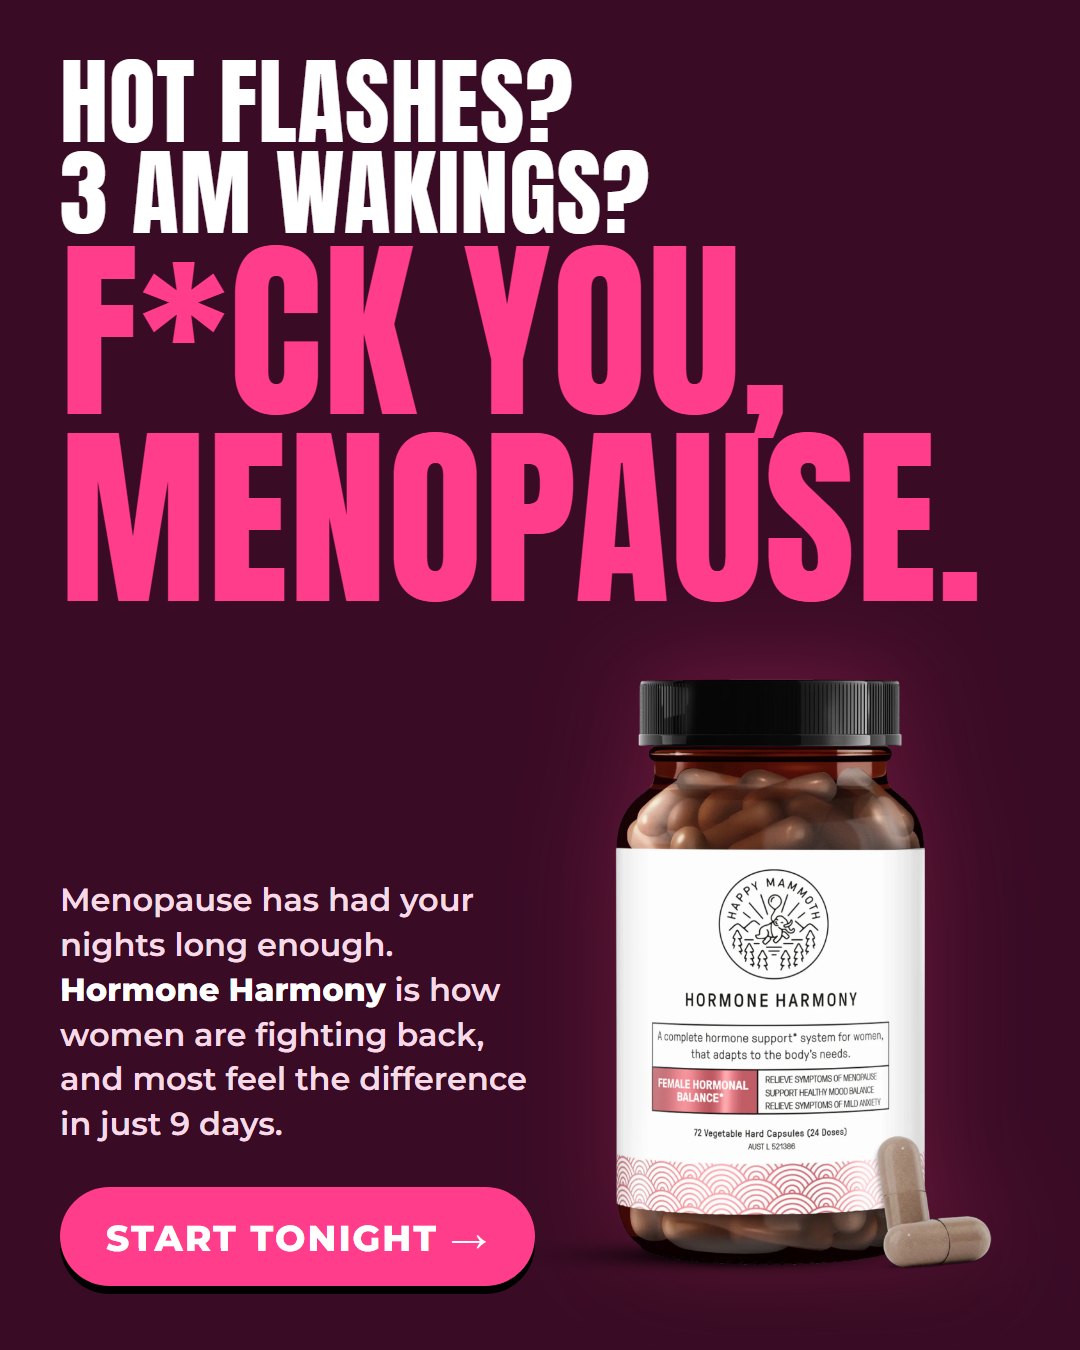 HOT FLASHES?
3 AM WAKINGS?
F*CK YOU,
MENOPAUSE.
HAPPY MAMMOTH
HORMONE HARMONY
A complete hormone support* system for women,
that adapts to the body's needs.
FEMALE HORMONAL
BALANCE*
RELIEVE SYMPTOMS OF MENOPAUSE
SUPPORT HEALTHY MOOD BALANCE
RELIEVE SYMPTOMS OF MILD ANXIETY
72 Vegetable Hard Capsules (24 Doses)
AUST L 521386
Menopause has had your
nights long enough.
Hormone Harmony is how
women are fighting back,
and most feel the difference
in just 9 days.
START TONIGHT →